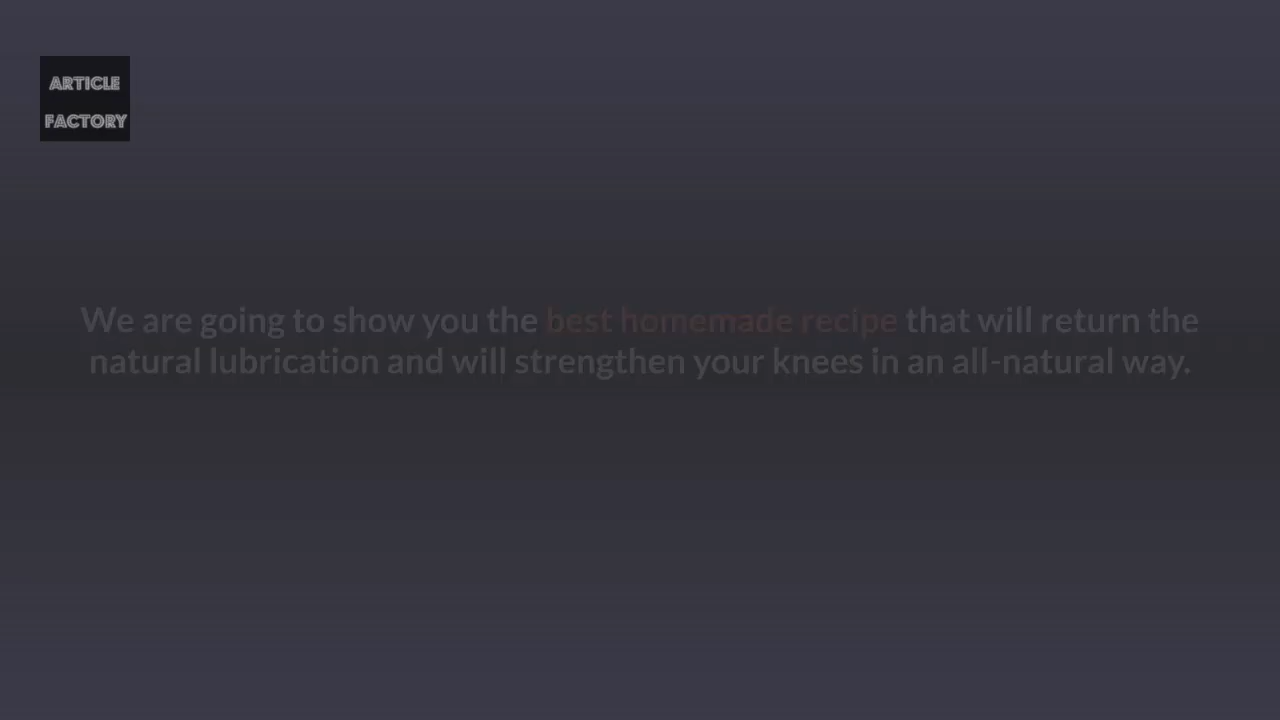 ARTICLE
FACTORY
We are going to show you the best homemade recipe that will return the
natural lubrication and will strengthen your knees in an all-natural way.